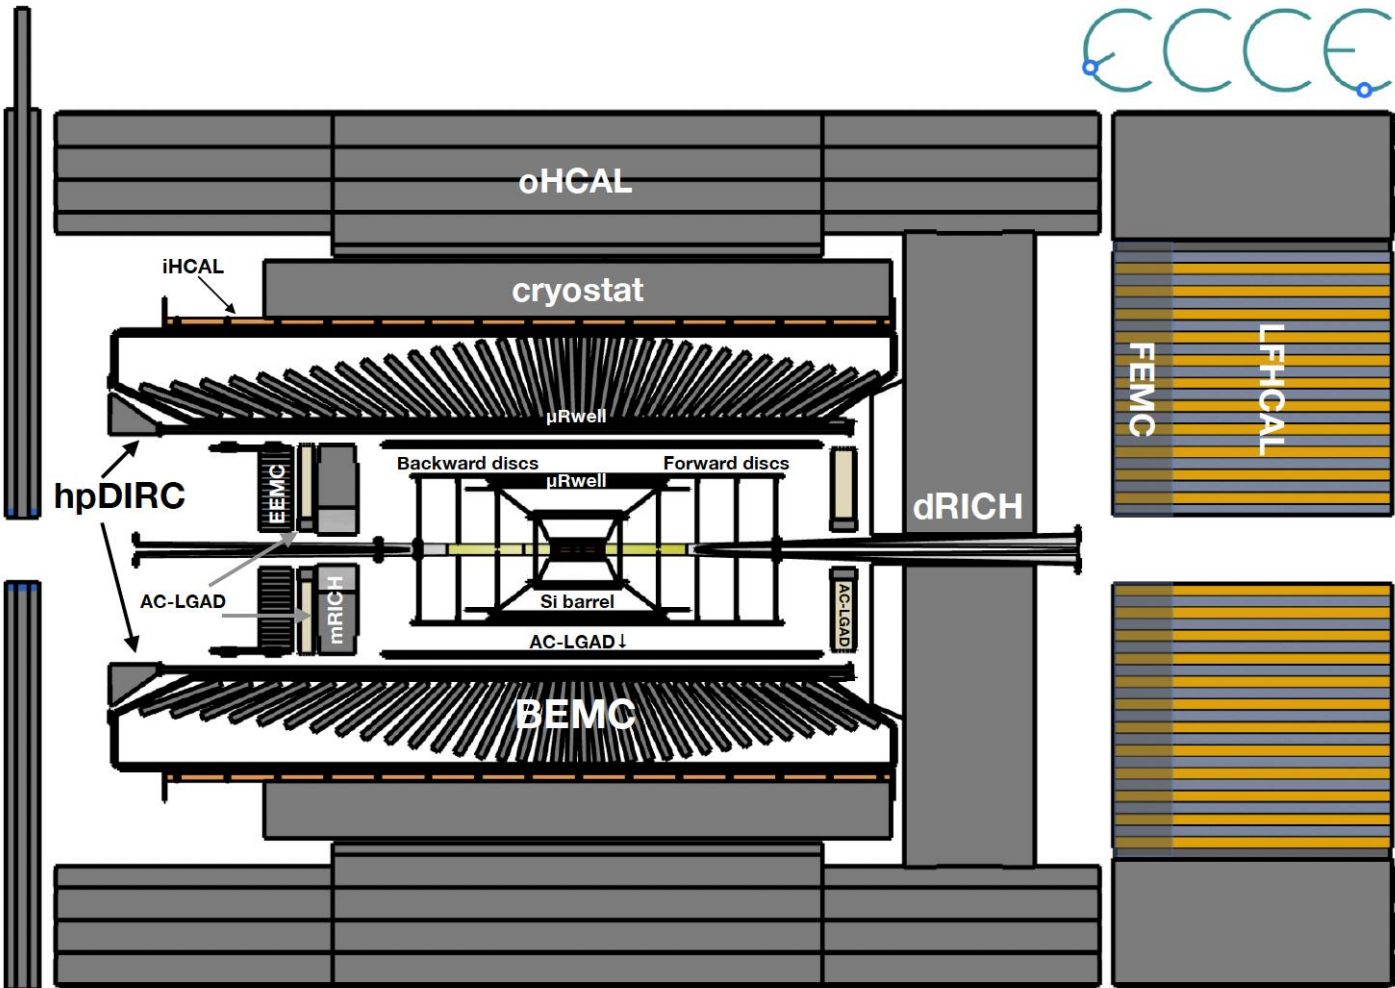 ECCE
oHCAL
iHCAL
cryostat
LFHCAL
FEMC
µRwell
Backward discs
Forward discs
µRwell
EEMC
hpDIRC
dRICH
AC-LGAD
mRICH
Si barrel
AC-LGAD
AC-LGAD↓
BEMC